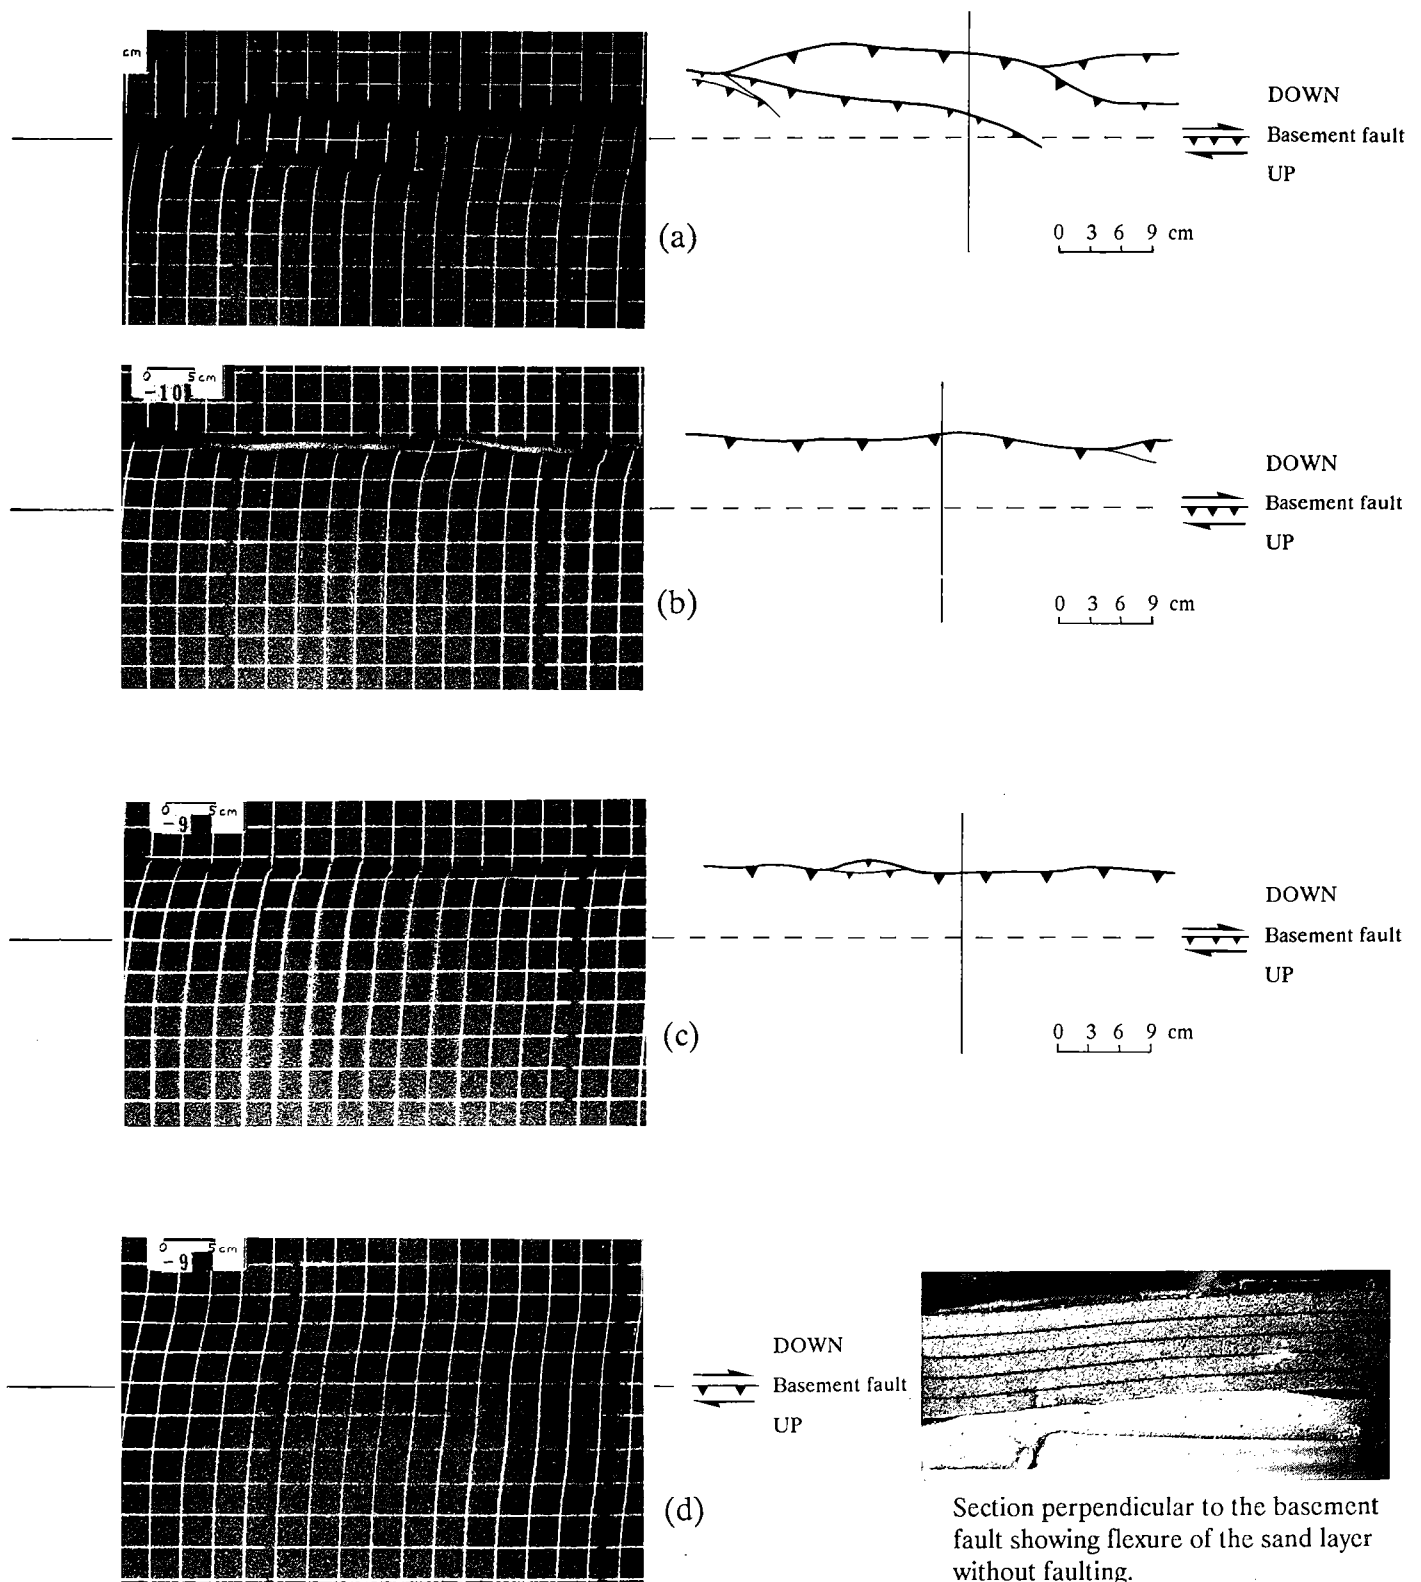 cm
DOWN
Basement fault
UP
0 3 6 9 cm
(a)
0 5 cm
-10
DOWN
Basement fault
UP
(b)
0 3 6 9 cm
0 5 cm
-9
DOWN
Basement fault
UP
(c)
0 3 6 9 cm
0 5 cm
-9
DOWN
Basement fault
UP
(d)
Section perpendicular to the basement
fault showing flexure of the sand layer
without faulting.